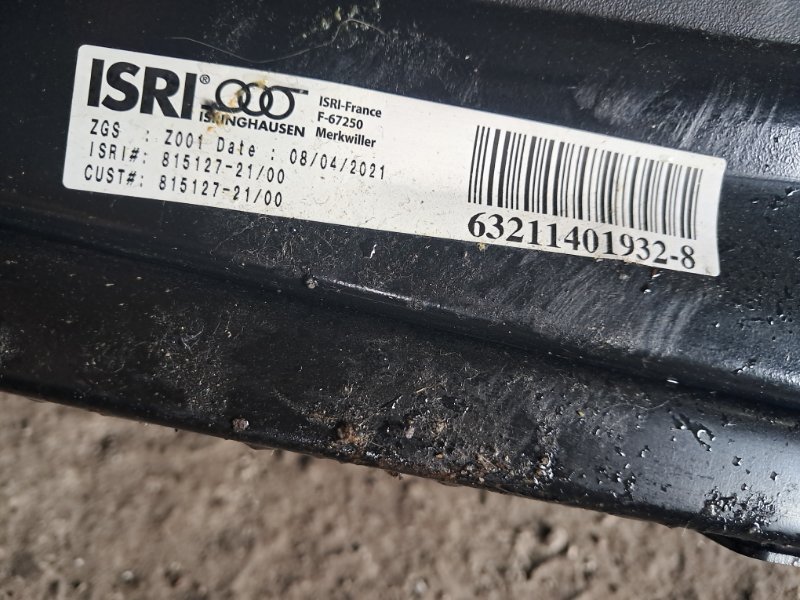 ISRI®
ISRINGHAUSEN
ISRI-France
F-67250
Merkwiller
ZGS : Z001 Date : 08/04/2021
ISRI#: 815127-21/00
CUST#: 815127-21/00
63211401932-8